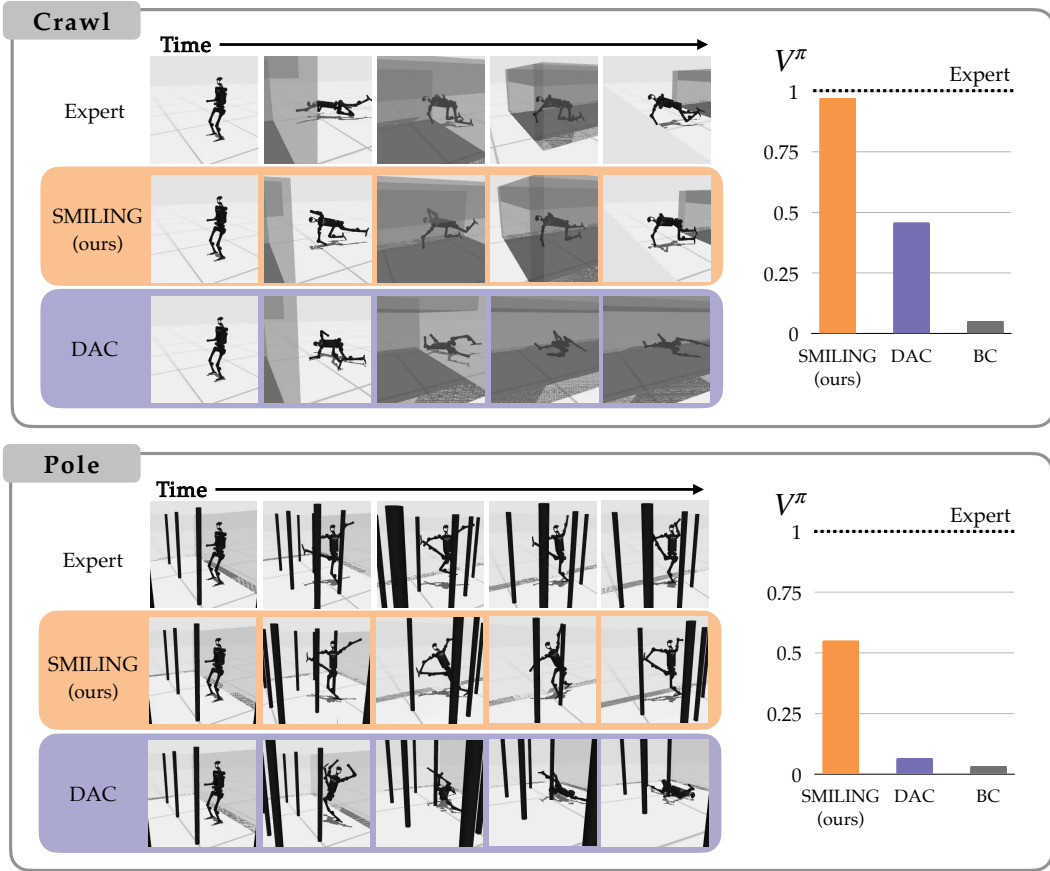 Crawl
Time
Expert
SMILING
(ours)
DAC
V^π
Expert
1
0.75
0.5
0.25
0
SMILING
(ours)
DAC
BC
Pole
Time
Expert
SMILING
(ours)
DAC
V^π
Expert
1
0.75
0.5
0.25
0
SMILING
(ours)
DAC
BC